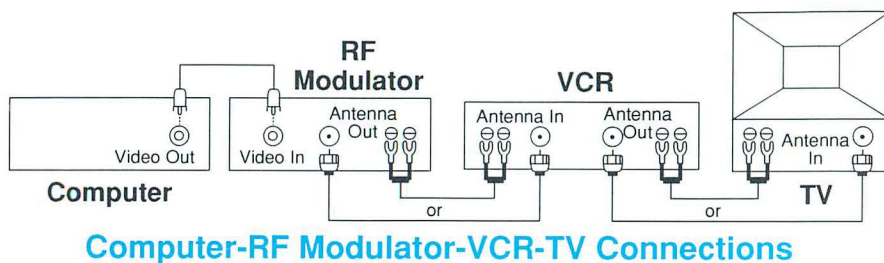 RF
Modulator
VCR
Antenna
Out
Antenna In
Antenna
Out
Antenna
In
Video Out
Video In
Computer
TV
or
or
Computer-RF Modulator-VCR-TV Connections